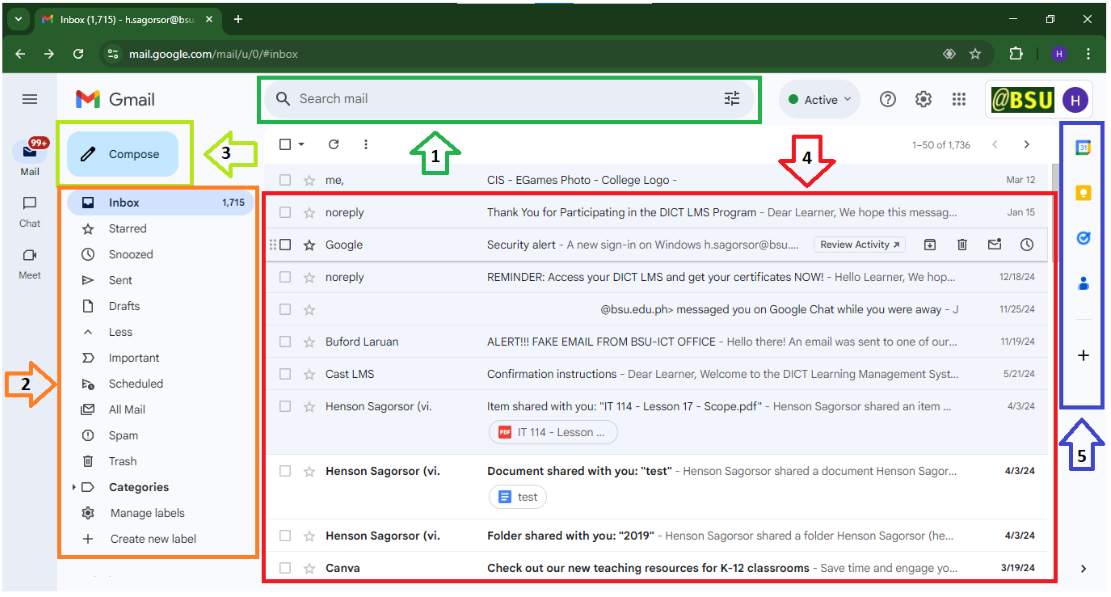 Inbox (1,715) - h.sagorsor@bsu
mail.google.com/mail/u/0/#inbox
H
Gmail
Search mail
Active
@BSU
H
99+
Mail
Chat
Meet
Compose
3
1
4
1–50 of 1,736
2
5
Inbox 1,715
Starred
Snoozed
Sent
Drafts
Less
Important
Scheduled
All Mail
Spam
Trash
Categories
Manage labels
Create new label
me, CIS - EGames Photo - College Logo - Mar 12
noreply Thank You for Participating in the DICT LMS Program - Dear Learner, We hope this messag... Jan 15
Google Security alert - A new sign-in on Windows h.sagorsor@bsu.... Review Activity
noreply REMINDER: Access your DICT LMS and get your certificates NOW! - Hello Learner, We hop... 12/18/24
@bsu.edu.ph> messaged you on Google Chat while you were away - J 11/25/24
Buford Laruan ALERT!!! FAKE EMAIL FROM BSU-ICT OFFICE - Hello there! An email was sent to one of our... 11/19/24
Cast LMS Confirmation instructions - Dear Learner, Welcome to the DICT Learning Management Syst... 5/21/24
Henson Sagorsor (vi. Item shared with you: "IT 114 - Lesson 17 - Scope.pdf" - Henson Sagorsor shared an item ... 4/3/24
PDF IT 114 - Lesson ...
Henson Sagorsor (vi. Document shared with you: "test" - Henson Sagorsor shared a document Henson Sagor... 4/3/24
test
Henson Sagorsor (vi. Folder shared with you: "2019" - Henson Sagorsor shared a folder Henson Sagorsor (he... 4/3/24
Canva Check out our new teaching resources for K-12 classrooms - Save time and engage yo... 3/19/24
31